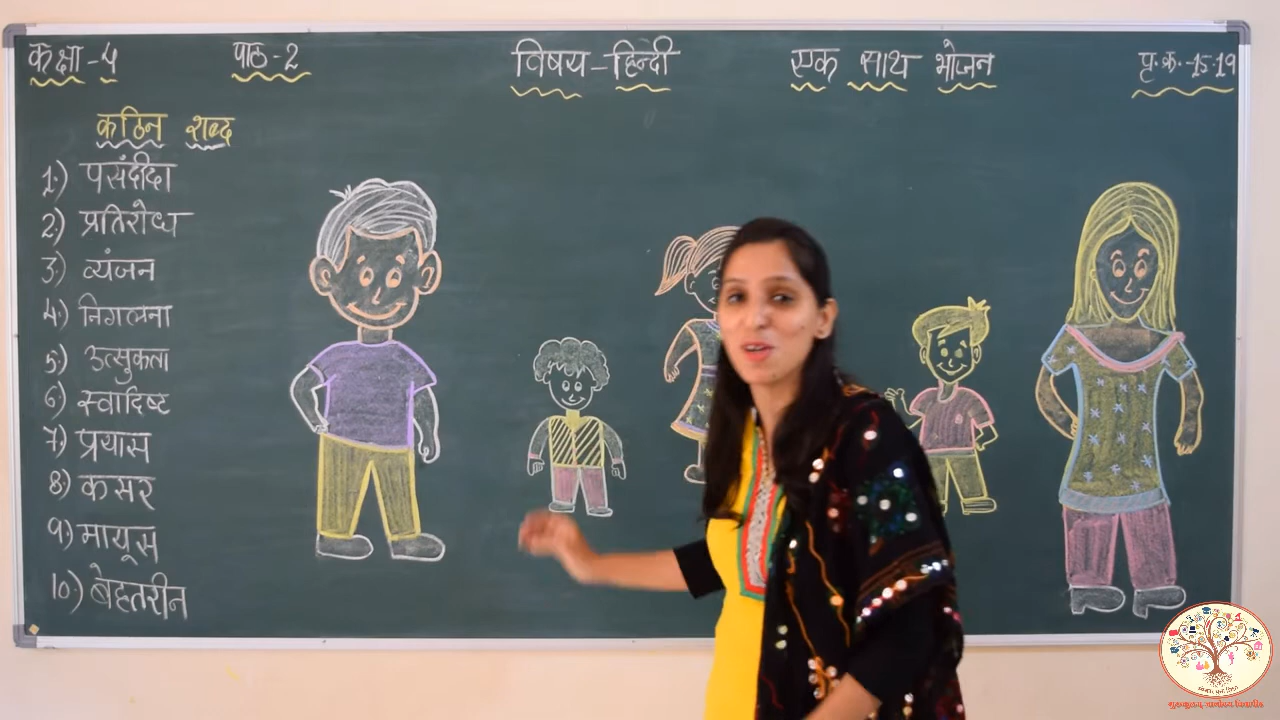 कक्षा-4 पाठ-2 विषय-हिन्दी एक साथ भोजन पृ.क्र.-15-19
कठिन शब्द
1.) पसंदीदा
2.) प्रतिरोध
3.) व्यंजन
4.) निगलना
5.) उत्सुकता
6.) स्वादिष्ट
7.) प्रयास
8.) कसर
9.) मायूस
10.) बेहतरीन